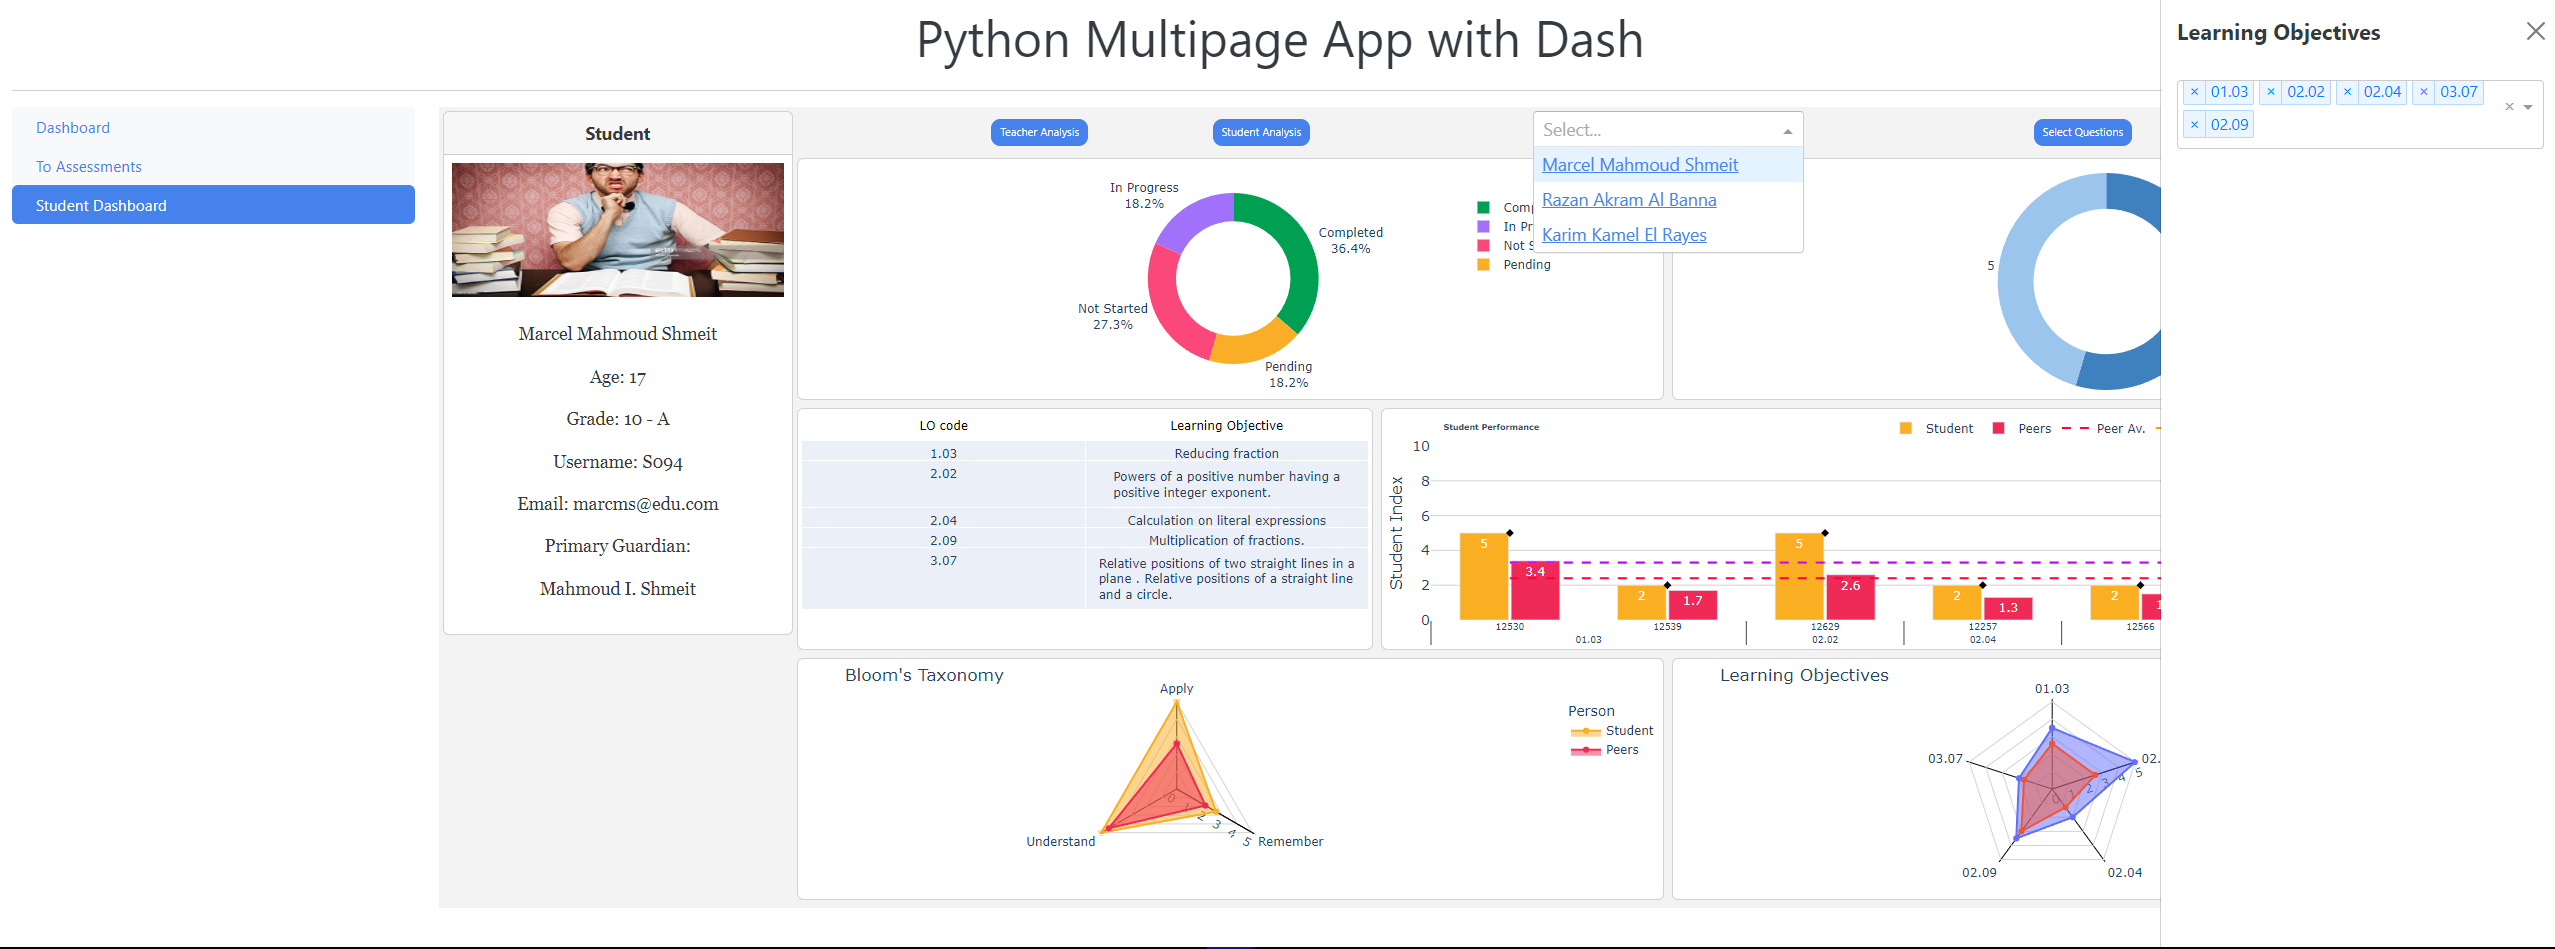 Python Multipage App with Dash
Learning Objectives
× 01.03 × 02.02 × 02.04 × 03.07
× 02.09
Dashboard
To Assessments
Student Dashboard
Student
Marcel Mahmoud Shmeit
Age: 17
Grade: 10 - A
Username: S094
Email: marcms@edu.com
Primary Guardian:
Mahmoud I. Shmeit
Teacher Analysis
Student Analysis
Select...
Marcel Mahmoud Shmeit
Razan Akram Al Banna
Karim Kamel El Rayes
Select Questions
In Progress
18.2%
Completed
36.4%
Not Started
27.3%
Pending
18.2%
Com
In Pr
Not S
Pending
5
LO code Learning Objective
1.03 Reducing fraction
2.02 Powers of a positive number having a
positive integer exponent.
2.04 Calculation on literal expressions
2.09 Multiplication of fractions.
3.07 Relative positions of two straight lines in a
plane . Relative positions of a straight line
and a circle.
Student Performance
Student Peers Peer Av.
Student Index
10
8
6
4
2
0
5 3.4 2 1.7 5 2.6 2 1.3 2 1
12530 12539 12629 12257 12566
01.03 02.02 02.04
Bloom's Taxonomy
Apply
Understand
Remember
0 1 2 3 4 5
Person
Student
Peers
Learning Objectives
01.03
02.
03.07
02.09
02.04
0 1 2 3 4 5